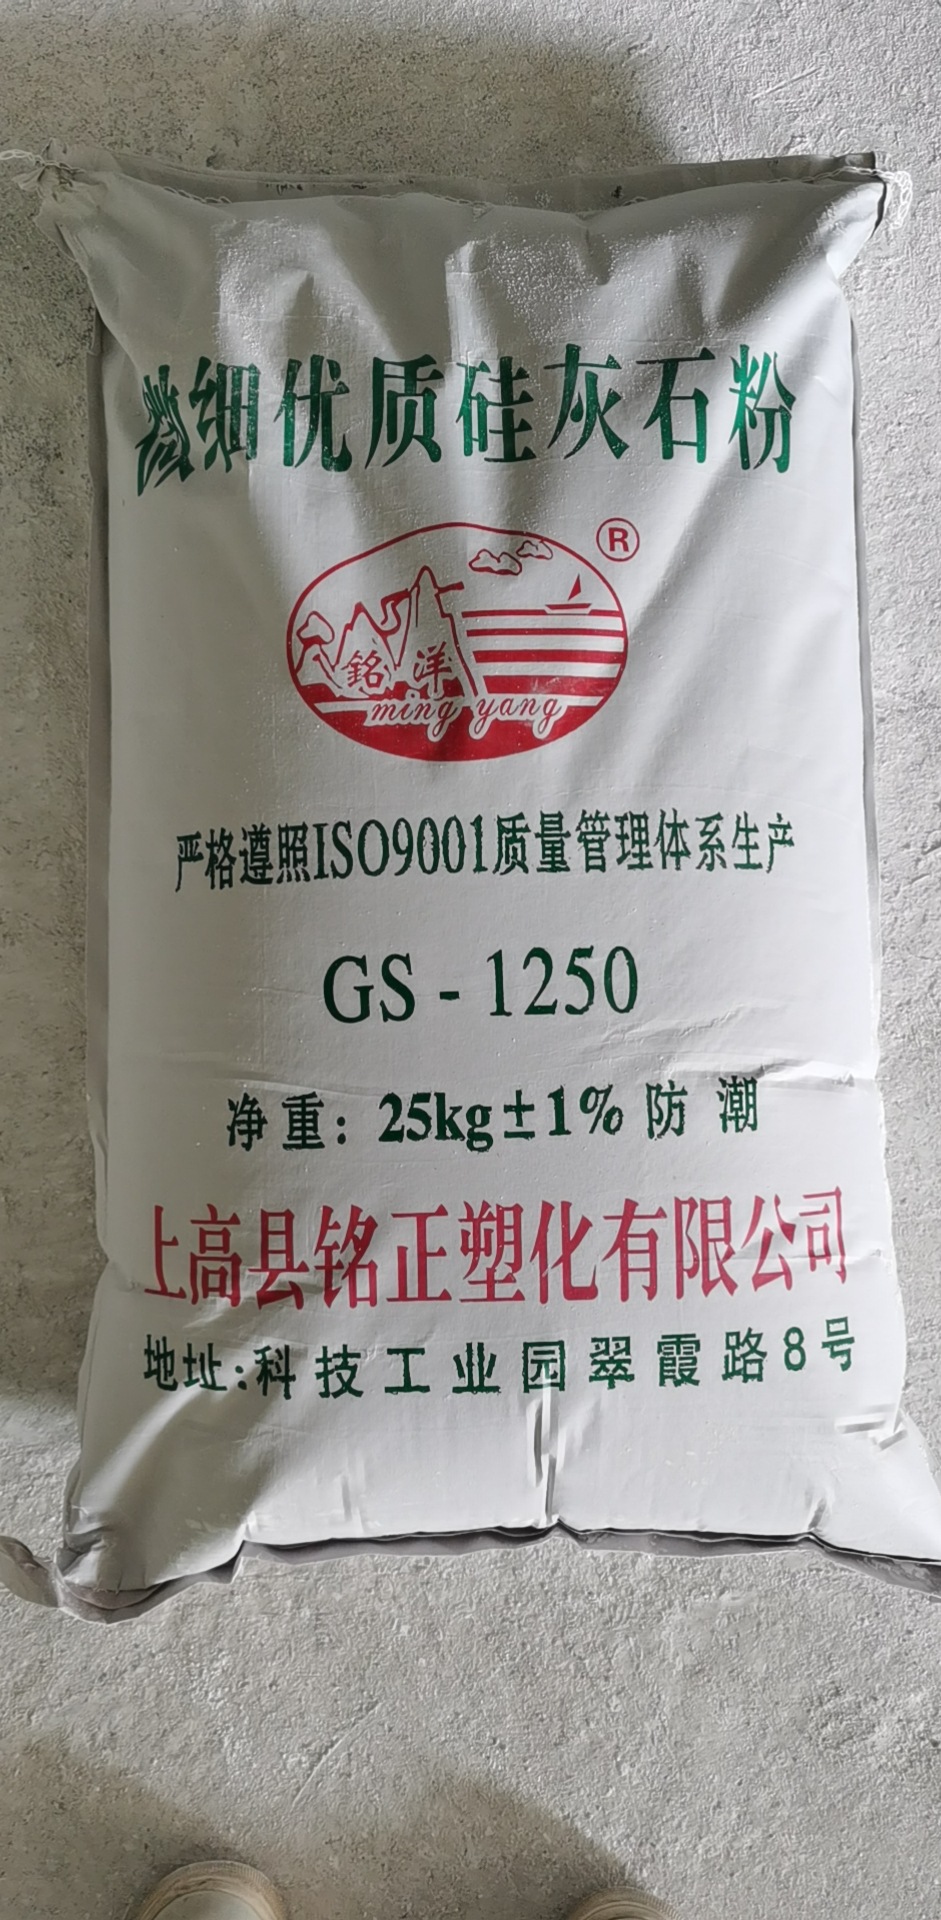 微细优质硅灰石粉
®
銘洋
ming yang
严格遵照ISO9001质量管理体系生产
GS-1250
净重：25kg±1% 防潮
上高县铭正塑化有限公司
地址:科技工业园翠霞路8号